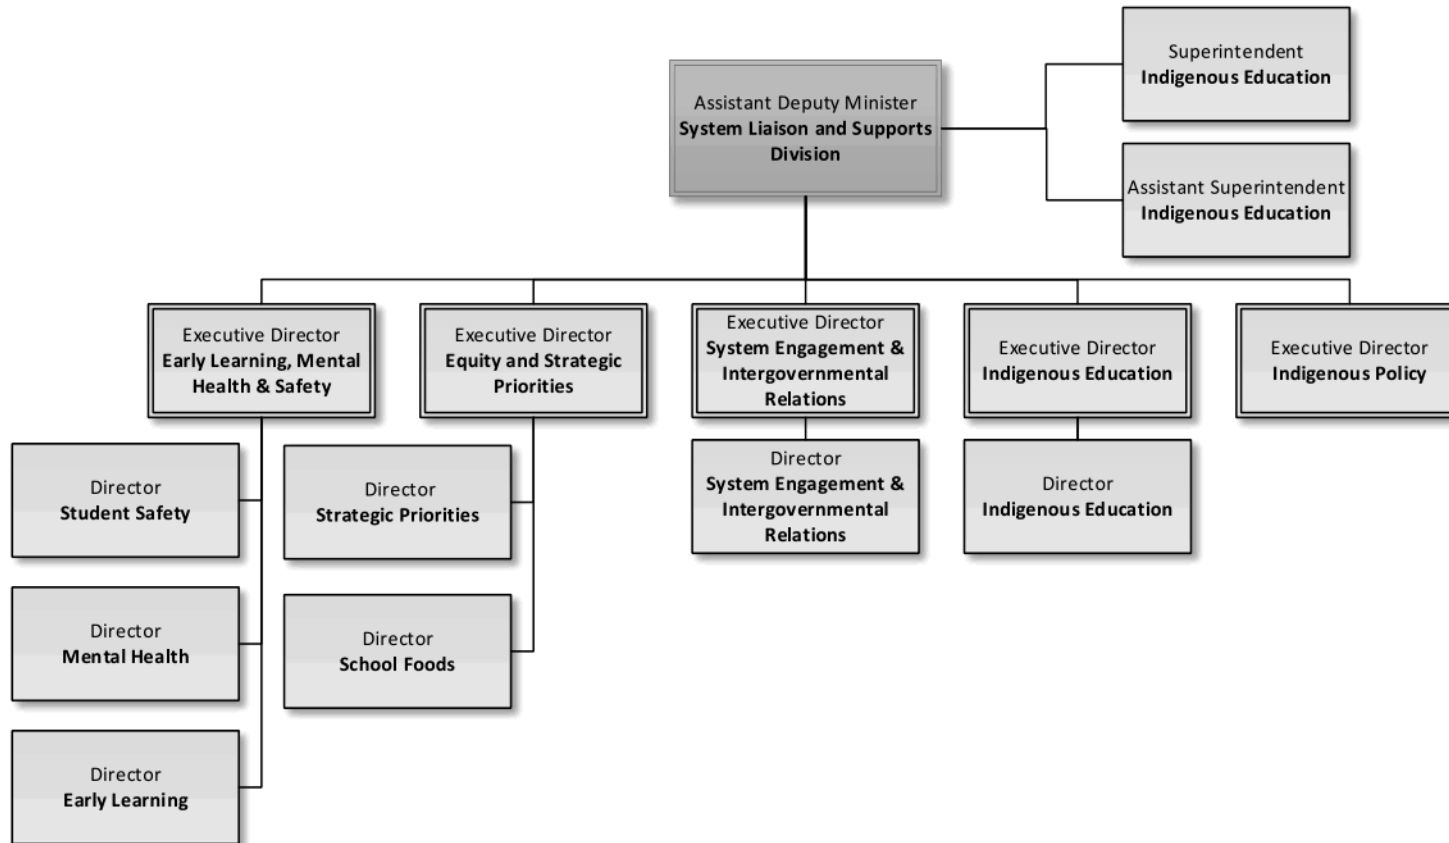 Superintendent
Indigenous Education
Assistant Deputy Minister
System Liaison and Supports
Division
Assistant Superintendent
Indigenous Education
Executive Director
Early Learning, Mental
Health & Safety
Executive Director
Equity and Strategic
Priorities
Executive Director
System Engagement &
Intergovernmental
Relations
Executive Director
Indigenous Education
Executive Director
Indigenous Policy
Director
Student Safety
Director
Strategic Priorities
Director
System Engagement &
Intergovernmental
Relations
Director
Indigenous Education
Director
Mental Health
Director
School Foods
Director
Early Learning